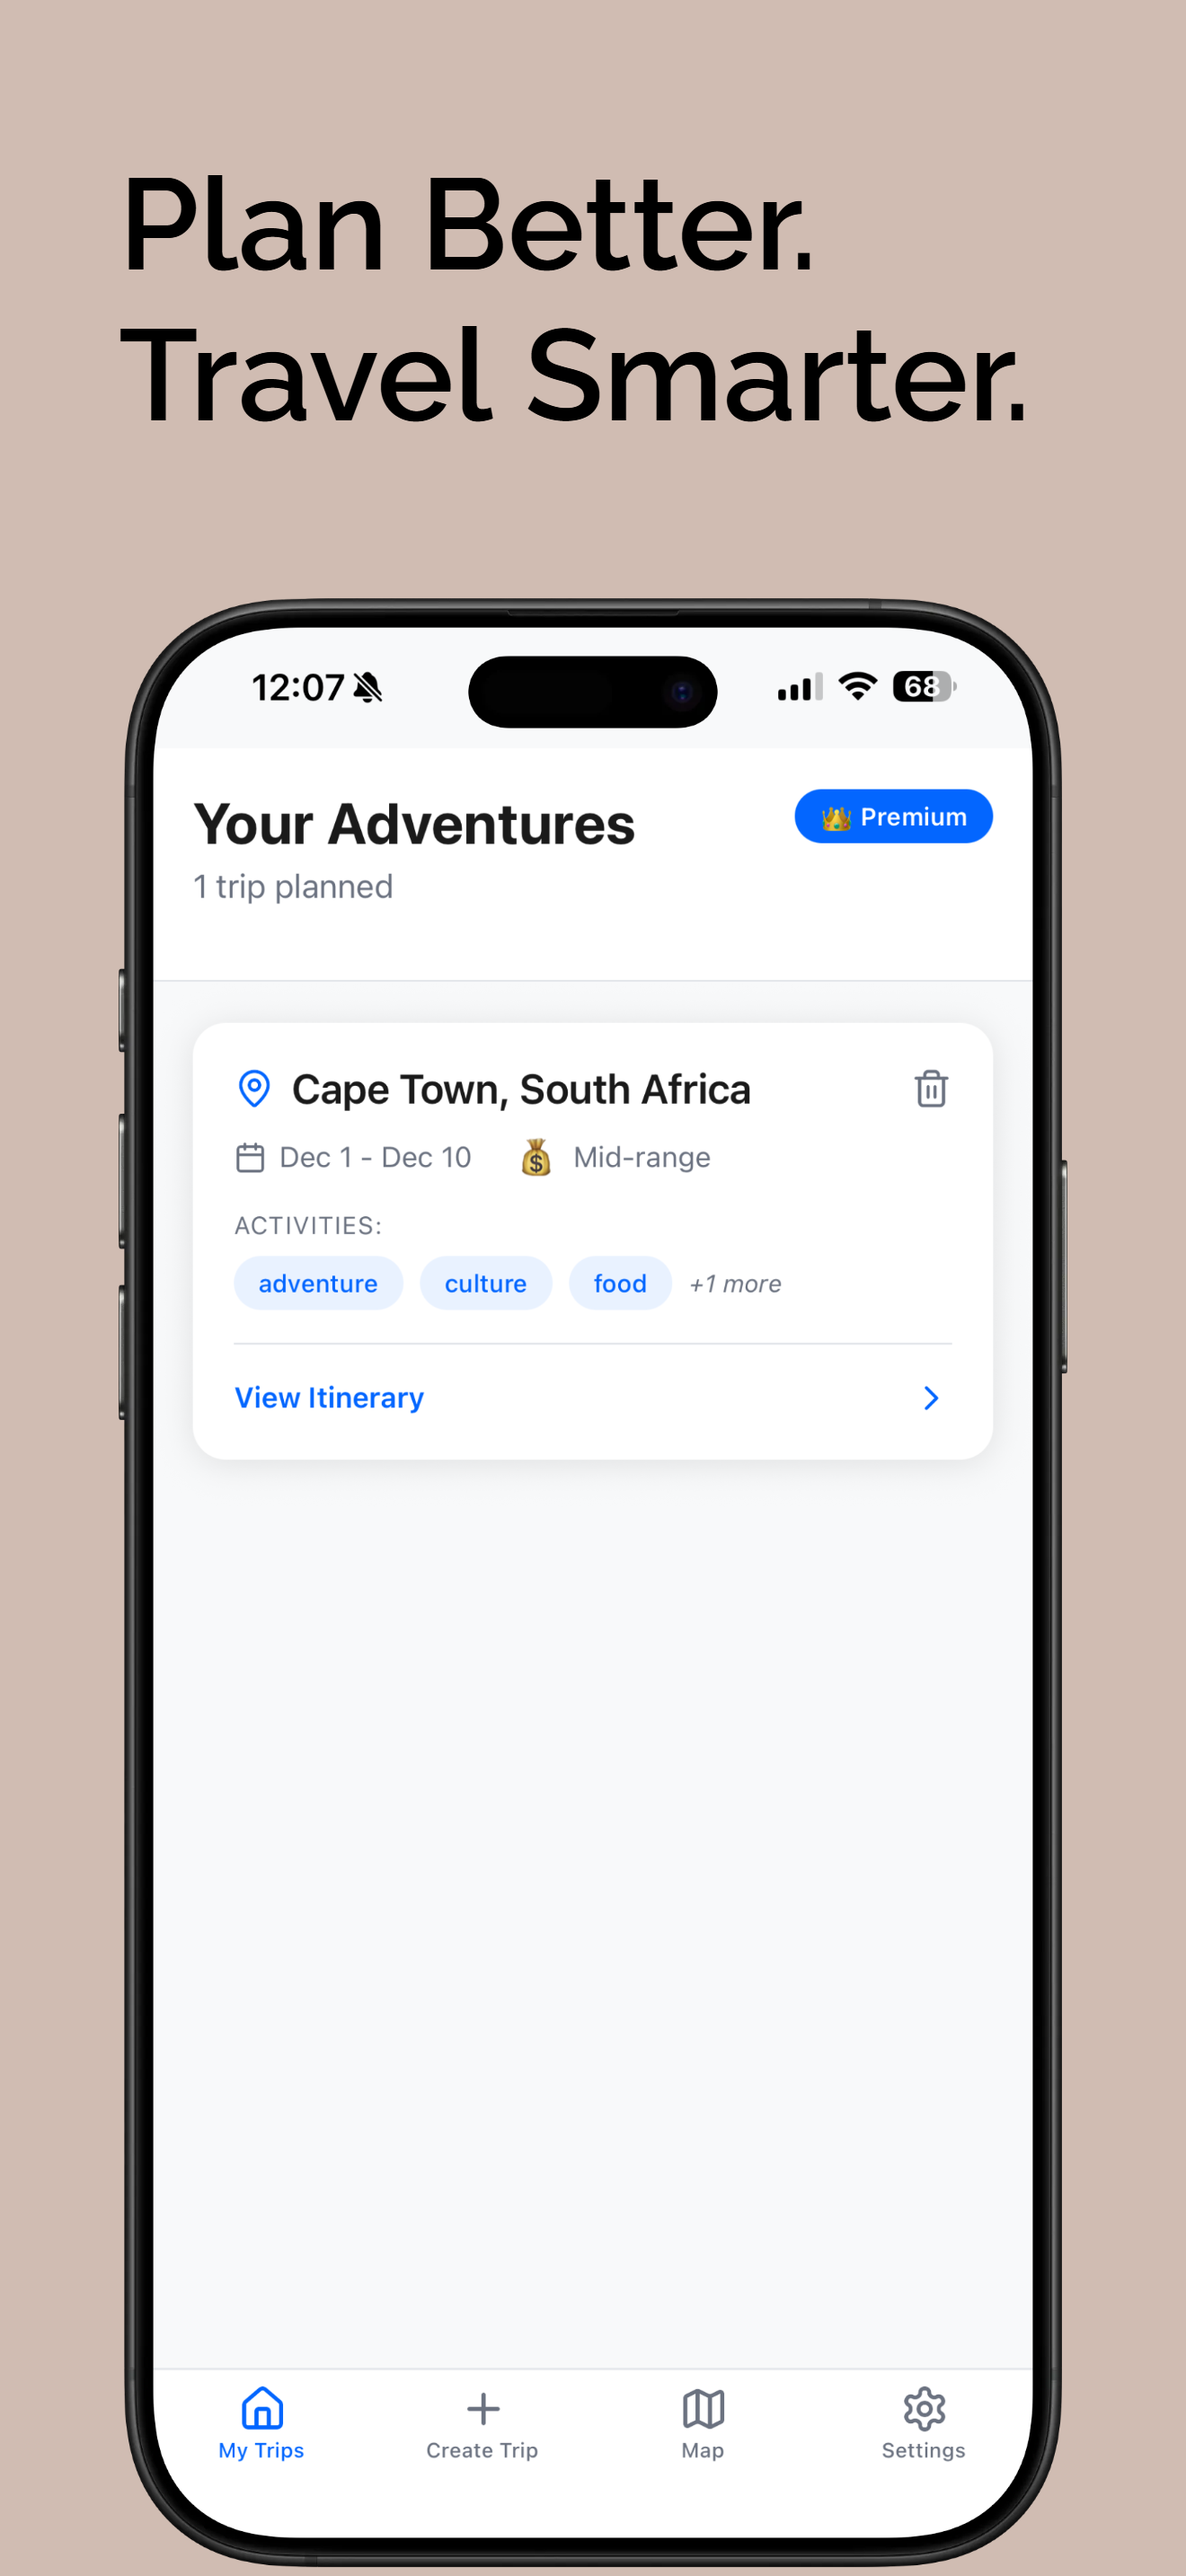 Plan Better.
Travel Smarter.
12:07
68
Your Adventures
Premium
1 trip planned
Cape Town, South Africa
Dec 1 - Dec 10
Mid-range
ACTIVITIES:
adventure culture food +1 more
View Itinerary
My Trips Create Trip Map Settings